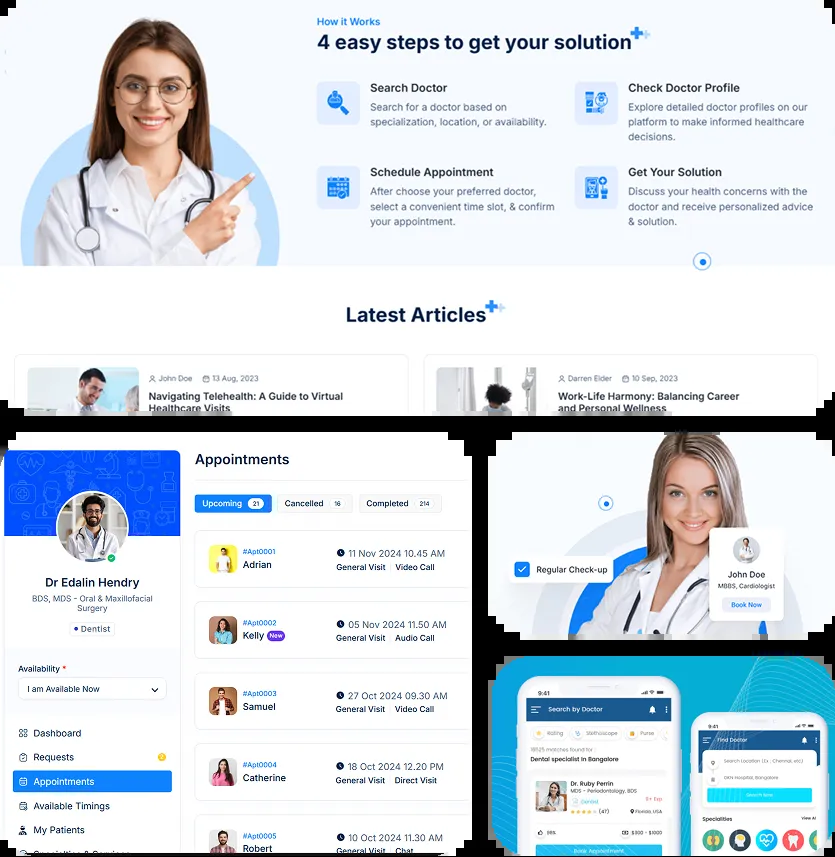 How it Works
4 easy steps to get your solution
Search Doctor
Search for a doctor based on
specialization, location, or availability.
Check Doctor Profile
Explore detailed doctor profiles on our
platform to make informed healthcare
decisions.
Schedule Appointment
After choose your preferred doctor,
select a convenient time slot, & confirm
your appointment.
Get Your Solution
Discuss your health concerns with the
doctor and receive personalized advice
& solution.
Latest Articles
John Doe 13 Aug, 2023
Navigating Telehealth: A Guide to Virtual
Healthcare Visits
Darren Elder 10 Sep, 2023
Work-Life Harmony: Balancing Career
and Personal Wellness
Dr Edalin Hendry
BDS, MDS - Oral & Maxillofacial
Surgery
Dentist
Availability *
I am Available Now
Dashboard
Requests
Appointments
Available Timings
My Patients
Specialties & Services
Appointments
Upcoming 21 Cancelled 16 Completed 214
#Apt0001
Adrian
11 Nov 2024 10.45 AM
General Visit Video Call
#Apt0002
Kelly New
05 Nov 2024 11.50 AM
General Visit Audio Call
#Apt0003
Samuel
27 Oct 2024 09.30 AM
General Visit Video Call
#Apt0004
Catherine
18 Oct 2024 12.20 PM
General Visit Direct Visit
#Apt0005
Robert
10 Oct 2024 11.30 AM
General Visit Chat
Regular Check-up
John Doe
MBBS, Cardiologist
Book Now
9:41
Search by Doctor
Rating Stethoscope Purse
18525 matches found for :
Dental specialist in Bangalore
Dr. Ruby Perrin
MDS - Periodontology, BDS
Dentist
9+ Exp
(47)
Florida, USA
98%
$300 - $1000
Book Appointment
9:41
Find Doctor
Search Location (Ex : Chennai, etc)
Search Now
Specialities View All